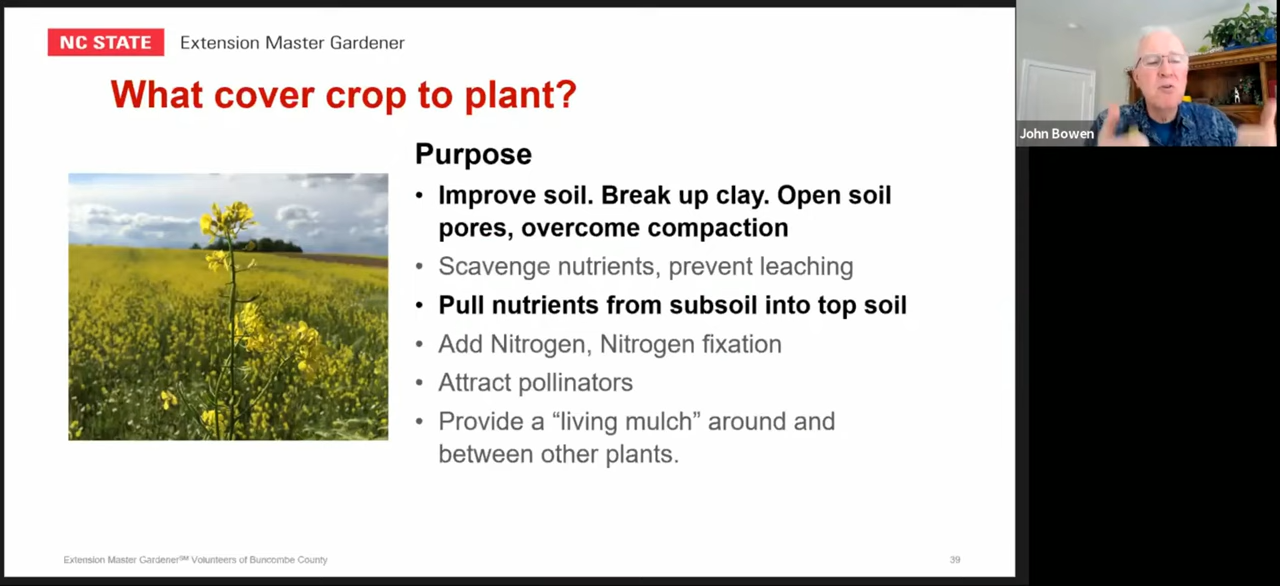 NC STATE Extension Master Gardener
What cover crop to plant?
Purpose
• Improve soil. Break up clay. Open soil
pores, overcome compaction
• Scavenge nutrients, prevent leaching
• Pull nutrients from subsoil into top soil
• Add Nitrogen, Nitrogen fixation
• Attract pollinators
• Provide a “living mulch” around and
between other plants.
Extension Master Gardener℠ Volunteers of Buncombe County
39
John Bowen